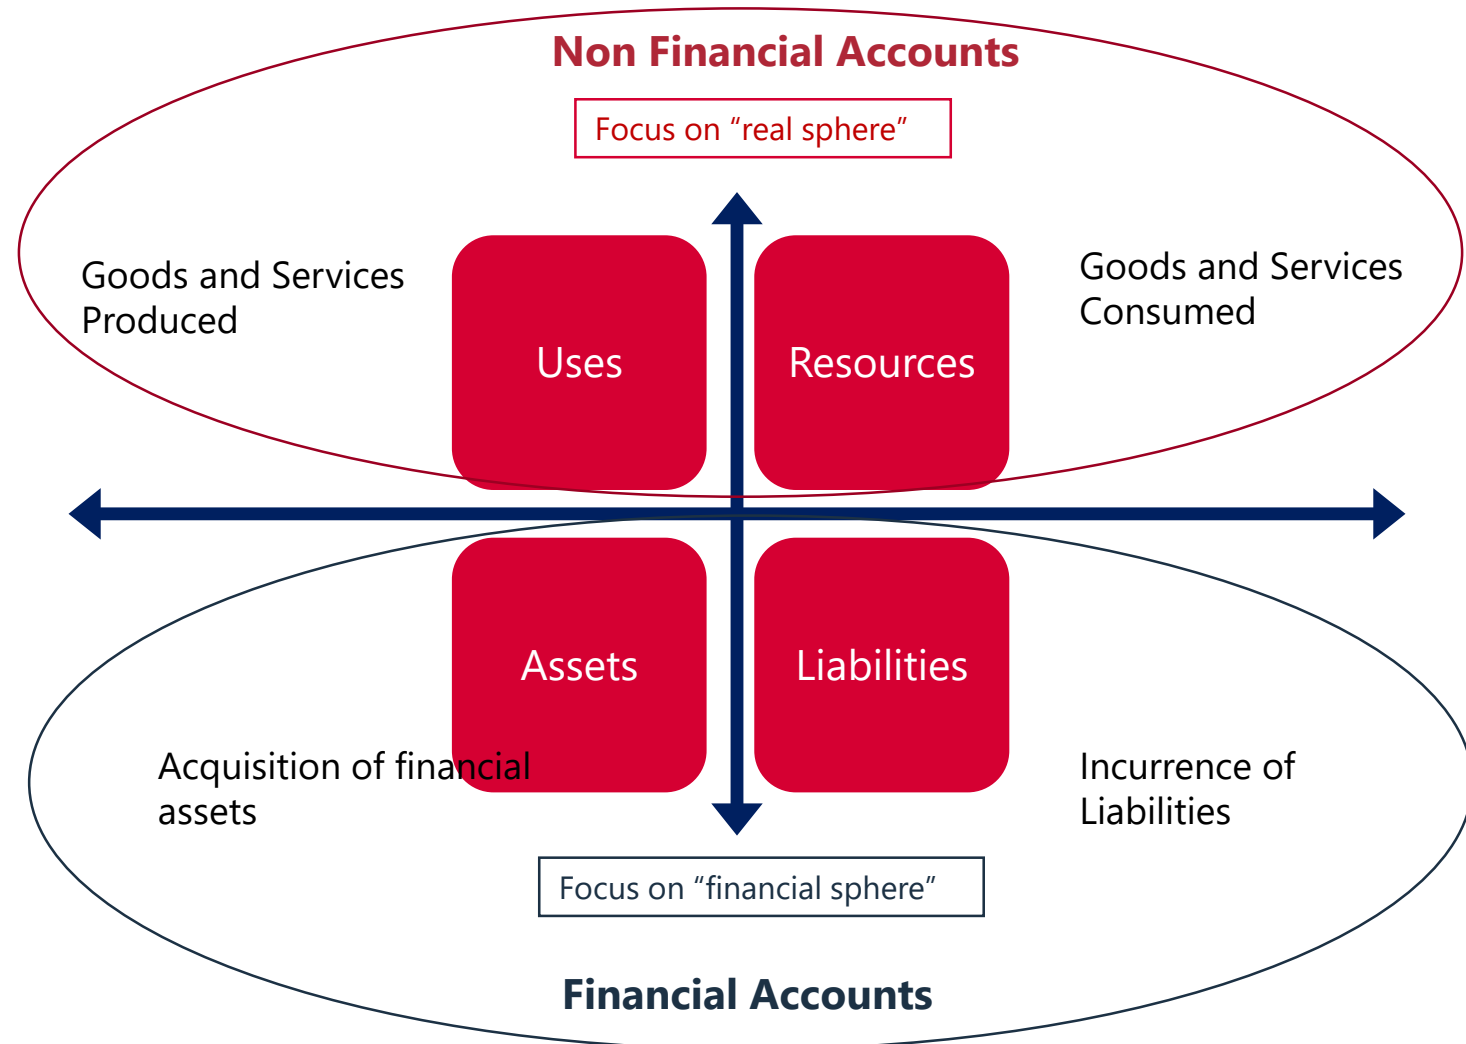 Non Financial Accounts
Focus on “real sphere”
Goods and Services
Produced
Uses
Resources
Goods and Services
Consumed
Assets
Liabilities
Acquisition of financial
assets
Incurrence of
Liabilities
Focus on “financial sphere”
Financial Accounts